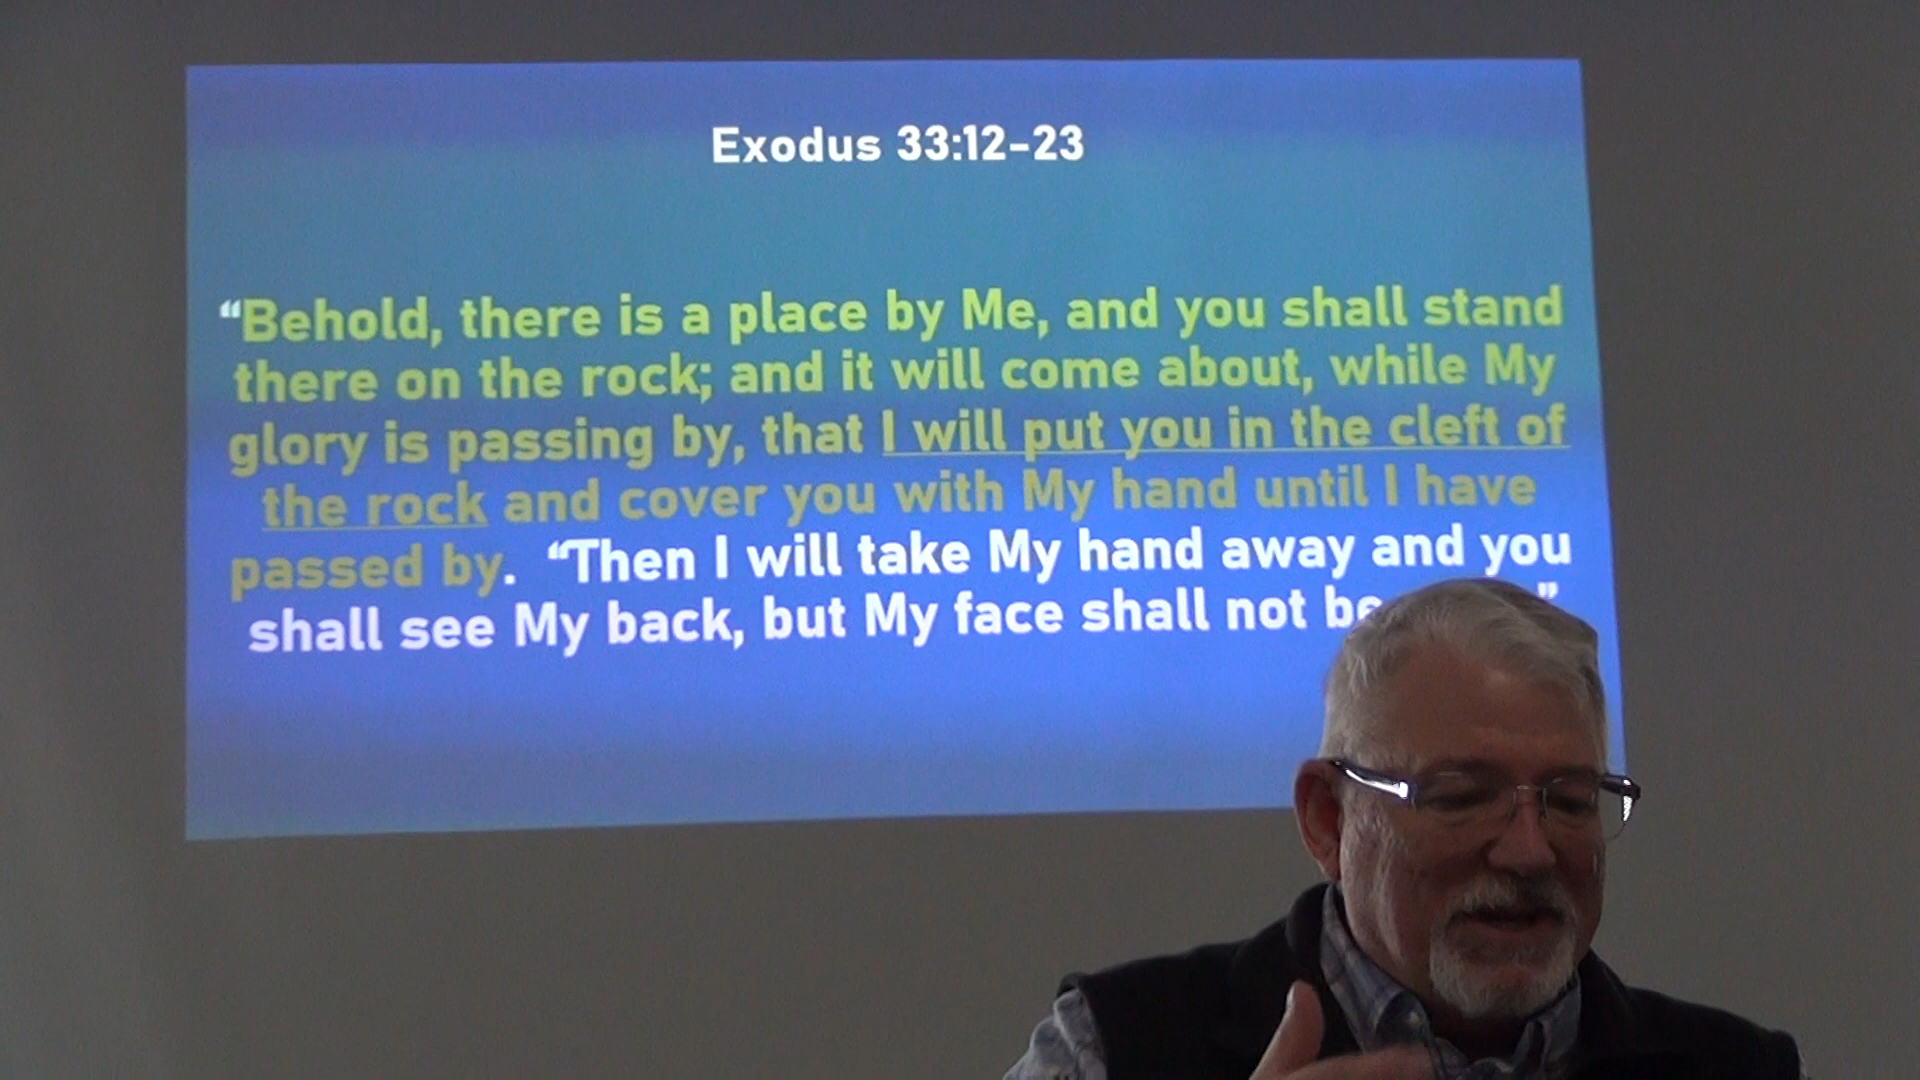 Exodus 33:12-23
“Behold, there is a place by Me, and you shall stand
there on the rock; and it will come about, while My
glory is passing by, that I will put you in the cleft of
the rock and cover you with My hand until I have
passed by. “Then I will take My hand away and you
shall see My back, but My face shall not be ”